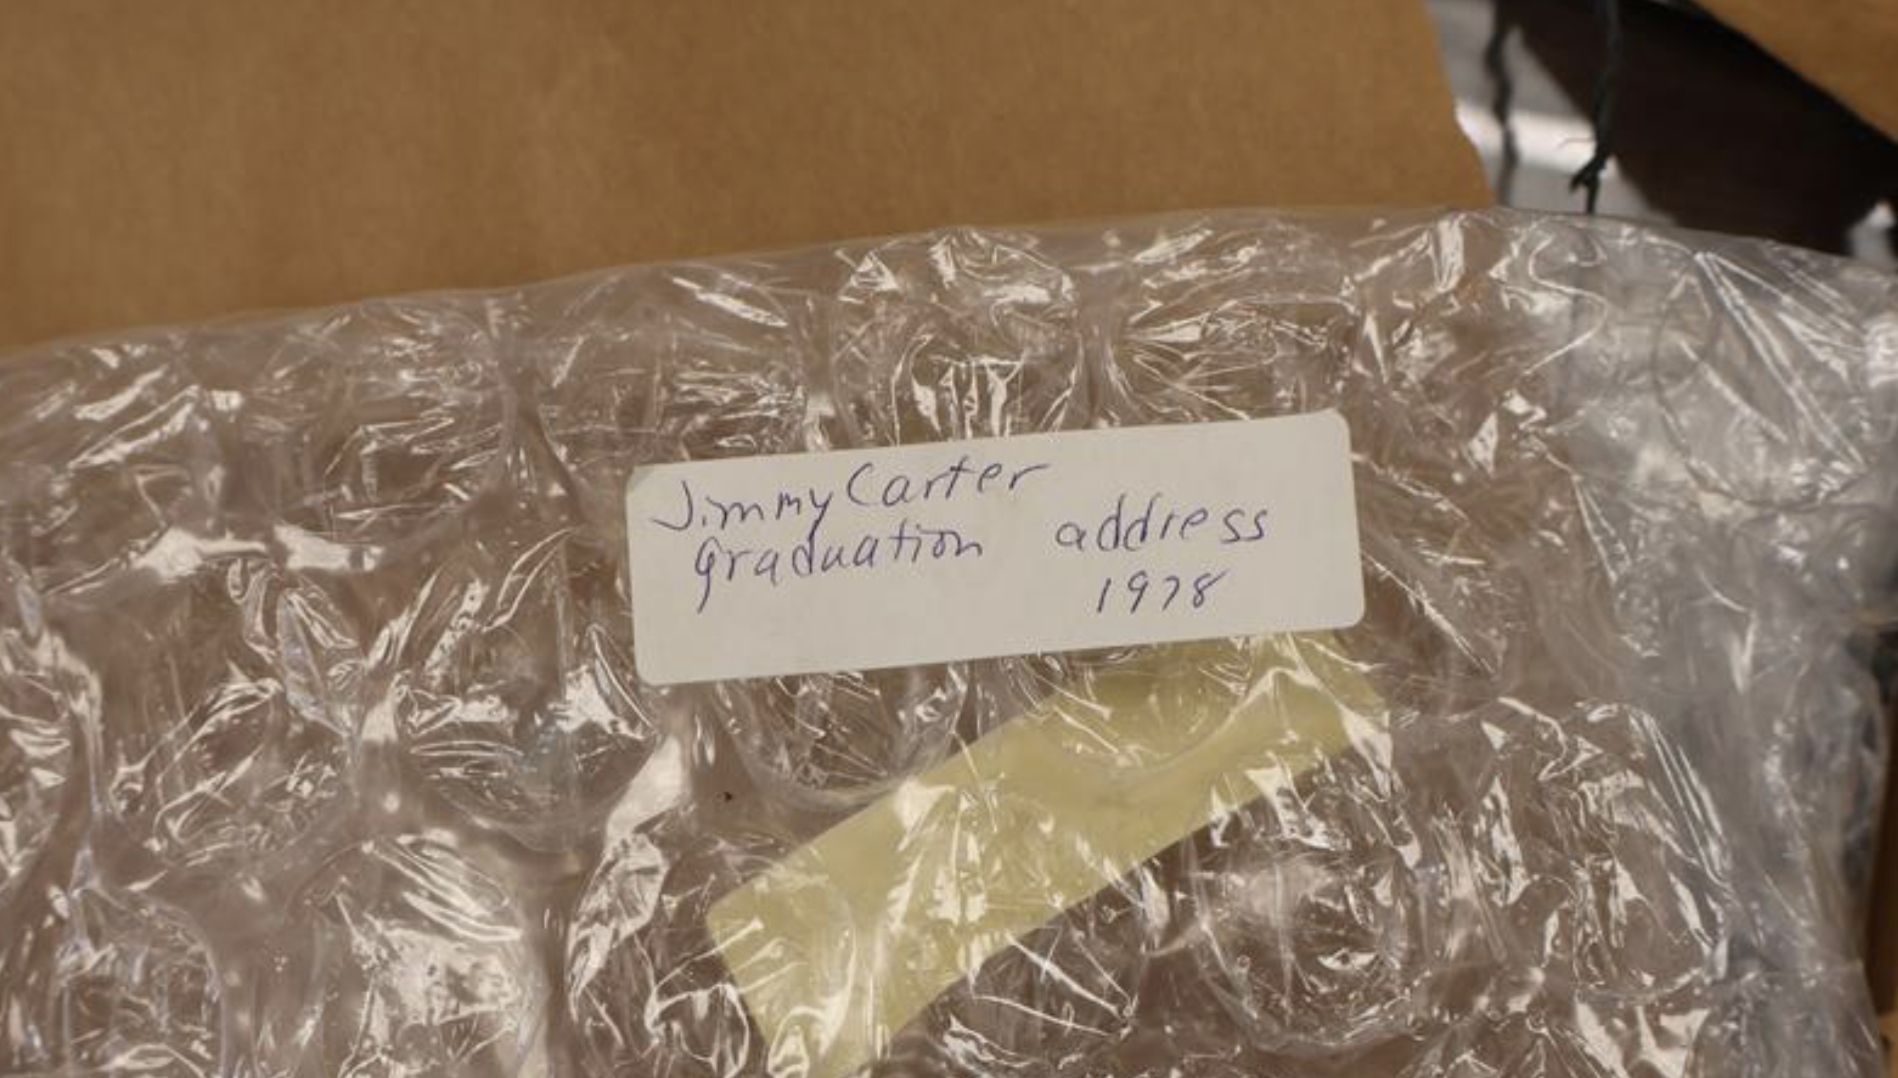 Jimmy Carter
graduation address
1978